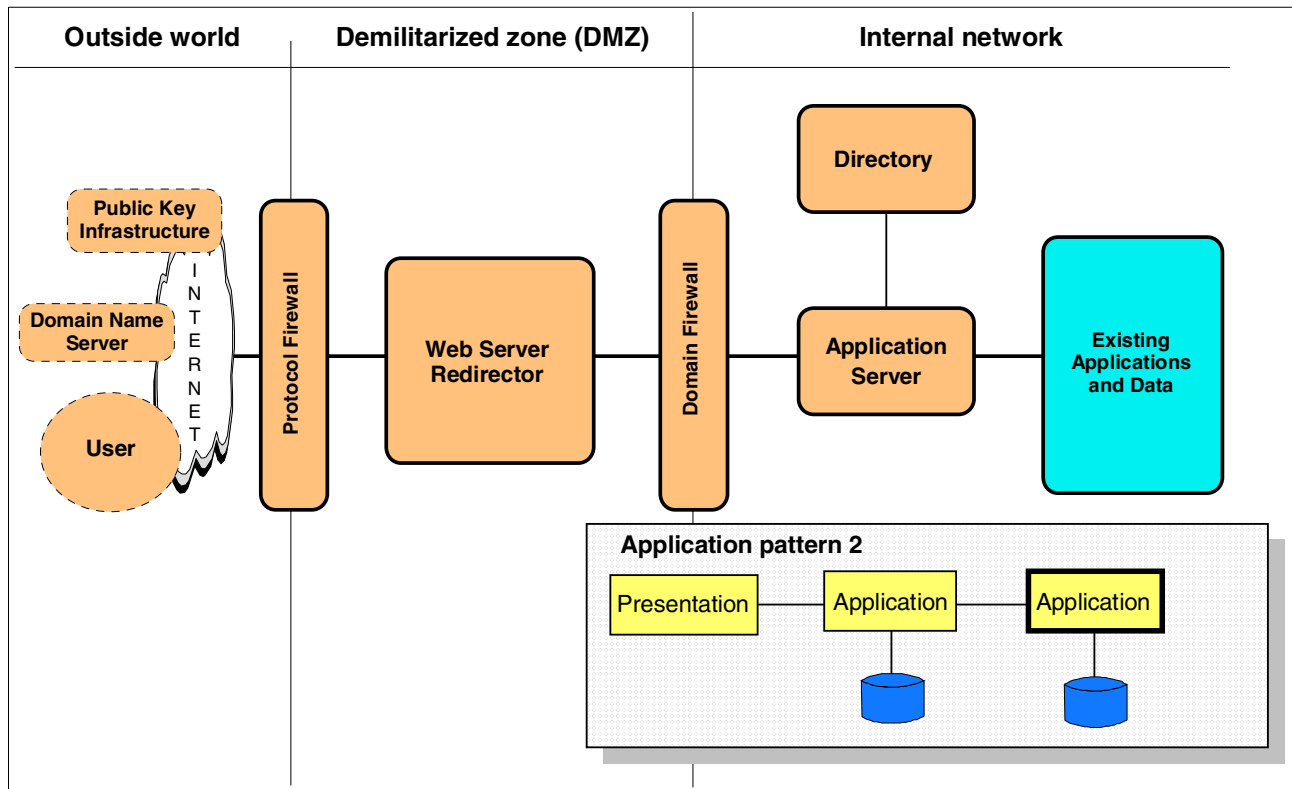 Outside world
Demilitarized zone (DMZ)
Internal network
Public Key
Infrastructure
Domain Name
Server
User
INTERNET
Protocol Firewall
Web Server
Redirector
Domain Firewall
Directory
Application
Server
Existing
Applications
and Data
Application pattern 2
Presentation
Application
Application